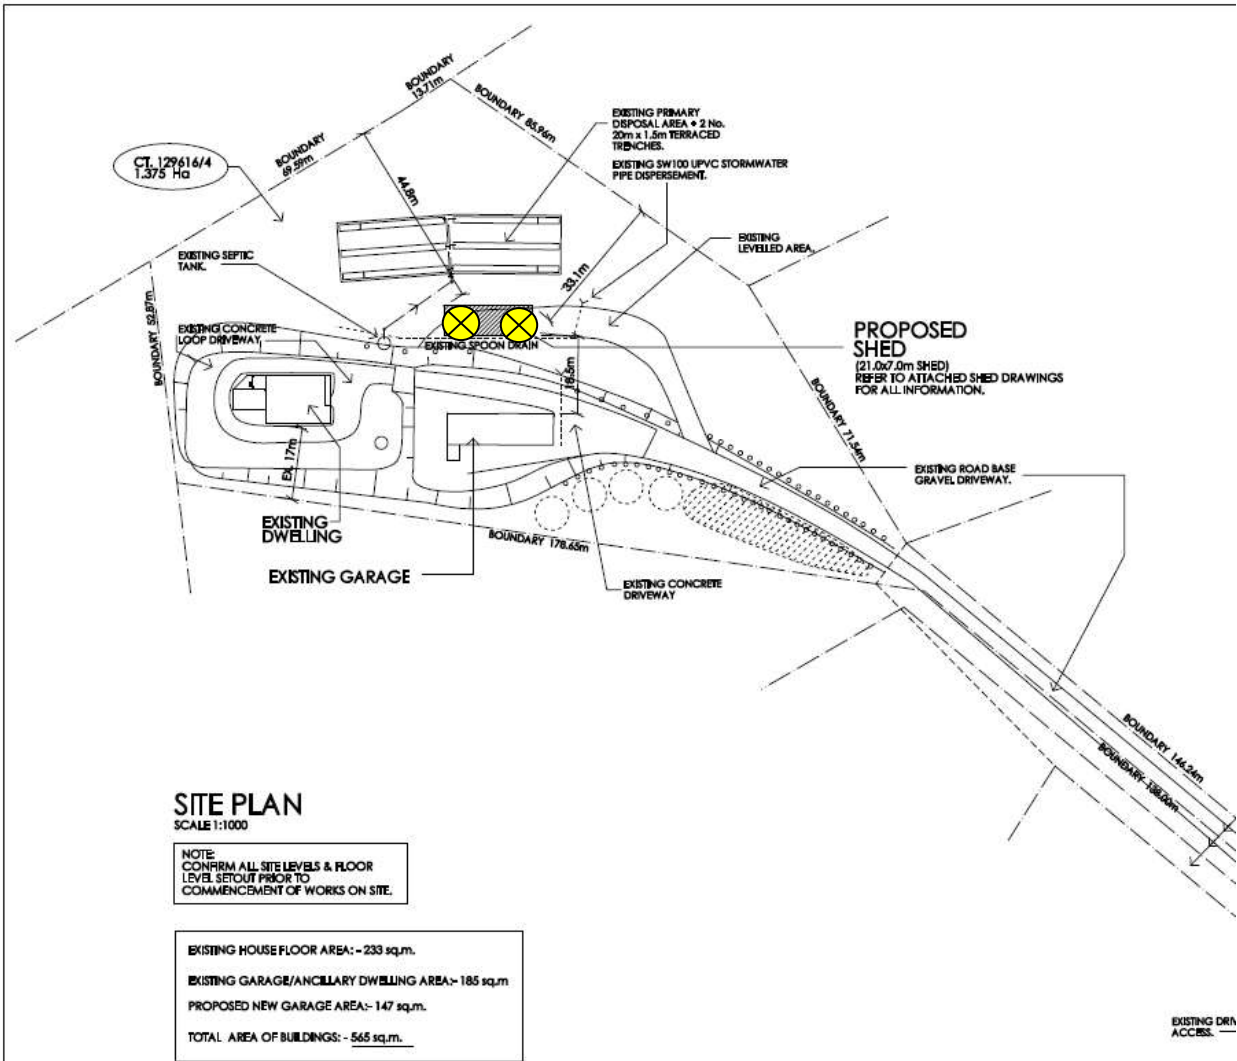 BOUNDARY
13.71m
BOUNDARY 85.96m
EXISTING PRIMARY
DISPOSAL AREA • 2 No.
20m x 1.5m TERRACED
TRENCHES.
EXISTING SW100 UPVC STORMWATER
PIPE DISPERSEMENT.
BOUNDARY
69.59m
CT. 129616/4
1.375 Ha
44.8m
EXISTING SEPTIC
TANK.
EXISTING
LEVELLED AREA.
33.1m
BOUNDARY 52.87m
EXISTING CONCRETE
LOOP DRIVEWAY.
EXISTING SPOON DRAIN
PROPOSED
SHED
(21.0x7.0m SHED)
REFER TO ATTACHED SHED DRAWINGS
FOR ALL INFORMATION.
18.5m
BOUNDARY 71.54m
EX. 17m
EXISTING ROAD BASE
GRAVEL DRIVEWAY.
EXISTING
DWELLING
BOUNDARY 178.65m
EXISTING GARAGE
EXISTING CONCRETE
DRIVEWAY
BOUNDARY 146.24m
BOUNDARY 138.00m
SITE PLAN
SCALE 1:1000
NOTE:
CONFIRM ALL SITE LEVELS & FLOOR
LEVEL SETOUT PRIOR TO
COMMENCEMENT OF WORKS ON SITE.
EXISTING HOUSE FLOOR AREA: - 233 sq.m.
EXISTING GARAGE/ANCILLARY DWELLING AREA:- 185 sq.m
PROPOSED NEW GARAGE AREA:- 147 sq.m.
TOTAL AREA OF BUILDINGS: - 565 sq.m.
EXISTING DRIV
ACCESS.